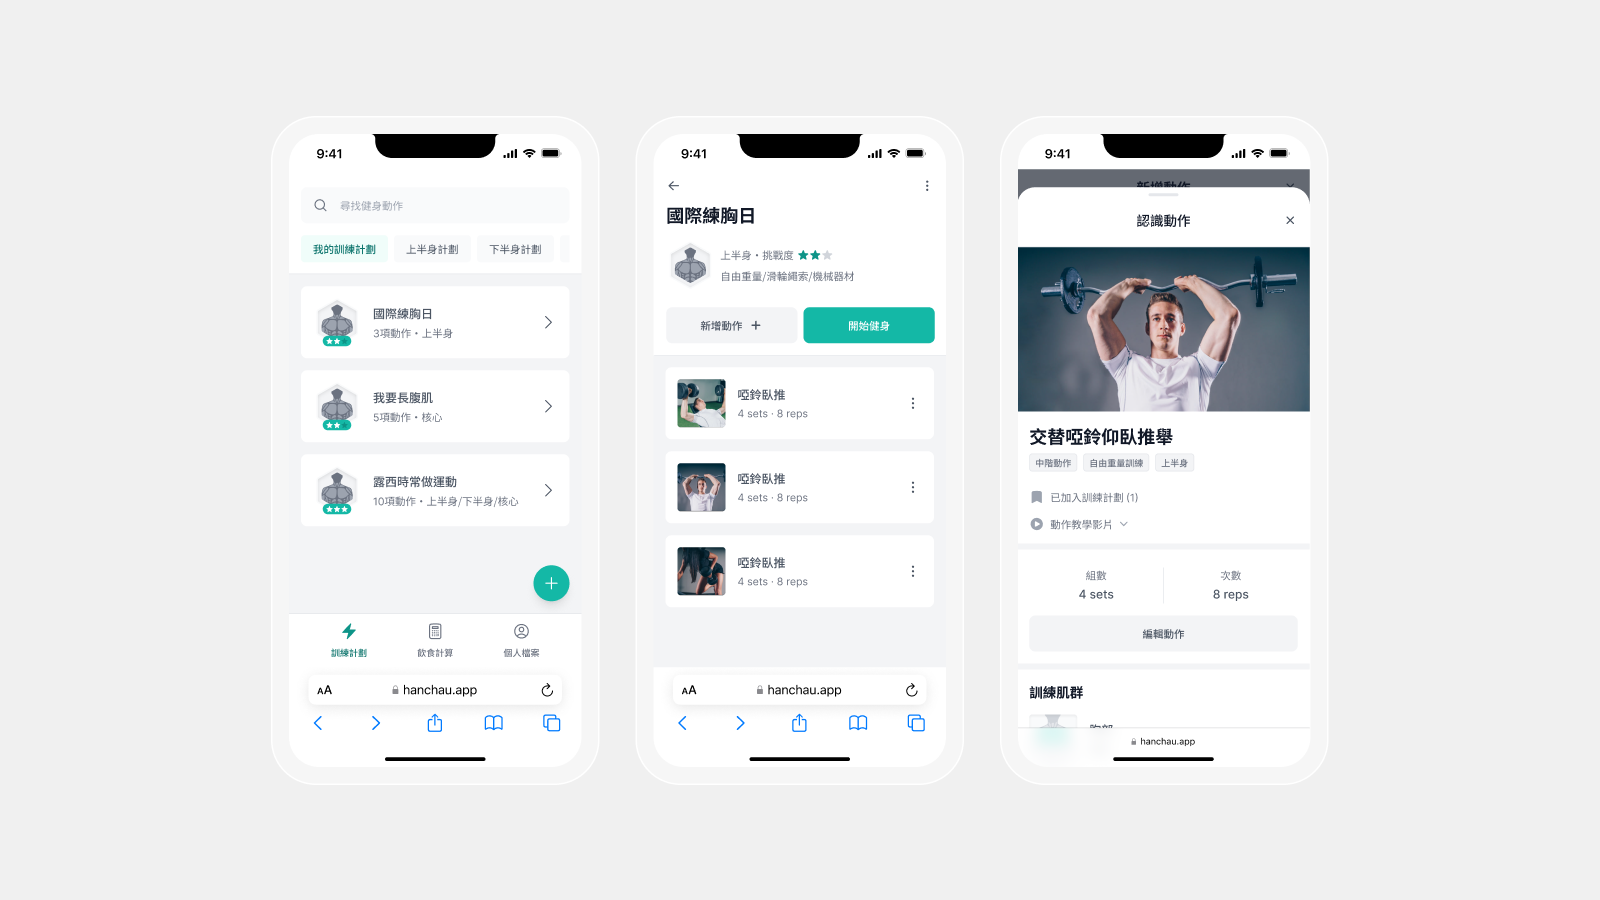 9:41
尋找健身動作
我的訓練計劃
上半身計劃
下半身計劃
國際練胸日
3項動作・上半身
我要長腹肌
5項動作・核心
露西時常做運動
10項動作・上半身/下半身/核心
訓練計劃
飲食計算
個人檔案
AA
hanchau.app
9:41
國際練胸日
上半身・挑戰度
自由重量/滑輪繩索/機械器材
新增動作
開始健身
啞鈴臥推
4 sets · 8 reps
啞鈴臥推
4 sets · 8 reps
啞鈴臥推
4 sets · 8 reps
AA
hanchau.app
9:41
新增動作
認識動作
交替啞鈴仰臥推舉
中階動作
自由重量訓練
上半身
已加入訓練計劃 (1)
動作教學影片
組數
次數
4 sets
8 reps
編輯動作
訓練肌群
胸部
hanchau.app